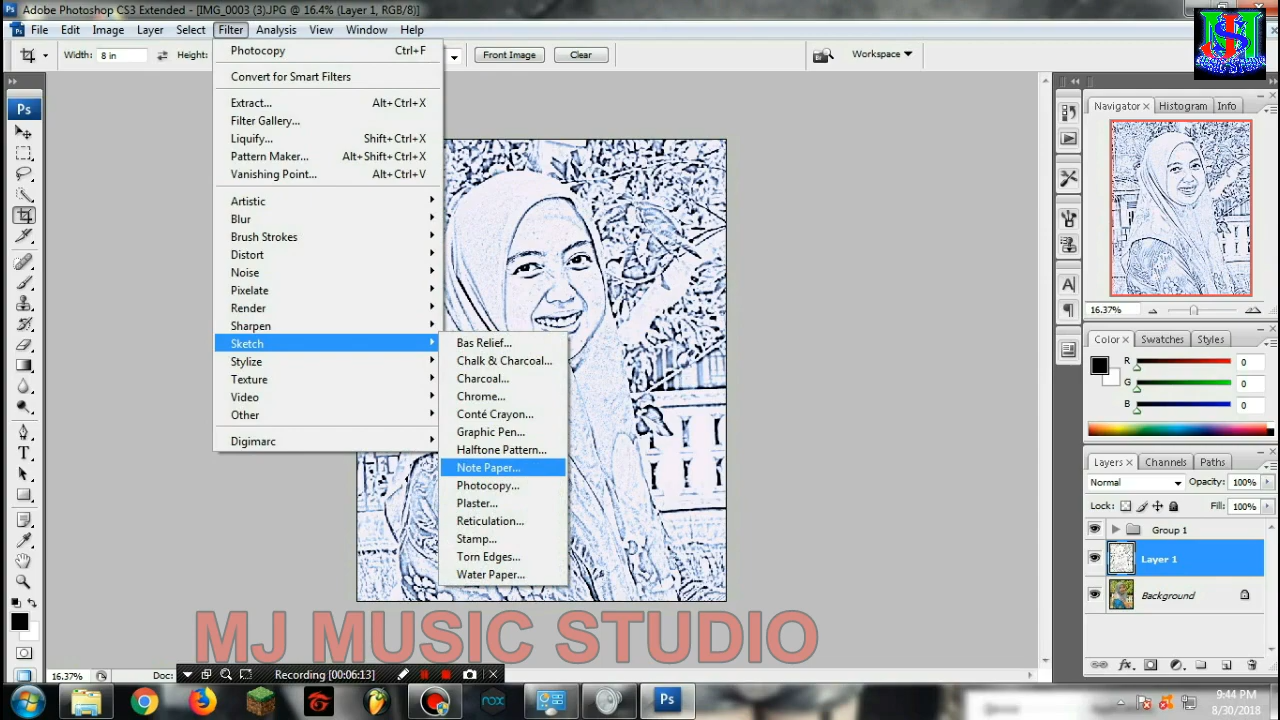 Adobe Photoshop CS3 Extended - [IMG_0003 (3).JPG @ 16.4% (Layer 1, RGB/8)]
File Edit Image Layer Select Filter Analysis View Window Help
Width: 8 in Height: Front Image Clear Workspace
Photocopy Ctrl+F
Convert for Smart Filters
Extract... Alt+Ctrl+X
Filter Gallery...
Liquify... Shift+Ctrl+X
Pattern Maker... Alt+Shift+Ctrl+X
Vanishing Point... Alt+Ctrl+V
Artistic
Blur
Brush Strokes
Distort
Noise
Pixelate
Render
Sharpen
Sketch
Stylize
Texture
Video
Other
Digimarc
Bas Relief...
Chalk & Charcoal...
Charcoal...
Chrome...
Conté Crayon...
Graphic Pen...
Halftone Pattern...
Note Paper...
Photocopy...
Plaster...
Reticulation...
Stamp...
Torn Edges...
Water Paper...
Ps
T
MJS
Navigator x Histogram Info
16.37%
Color x Swatches Styles
R 0
G 0
B 0
Layers x Channels Paths
Normal Opacity: 100%
Lock: Fill: 100%
Group 1
Layer 1
Background
fx
A
MJ MUSIC STUDIO
16.37% Doc:
Recording [00:06:13]
nox
Ps
9:44 PM
8/30/2018